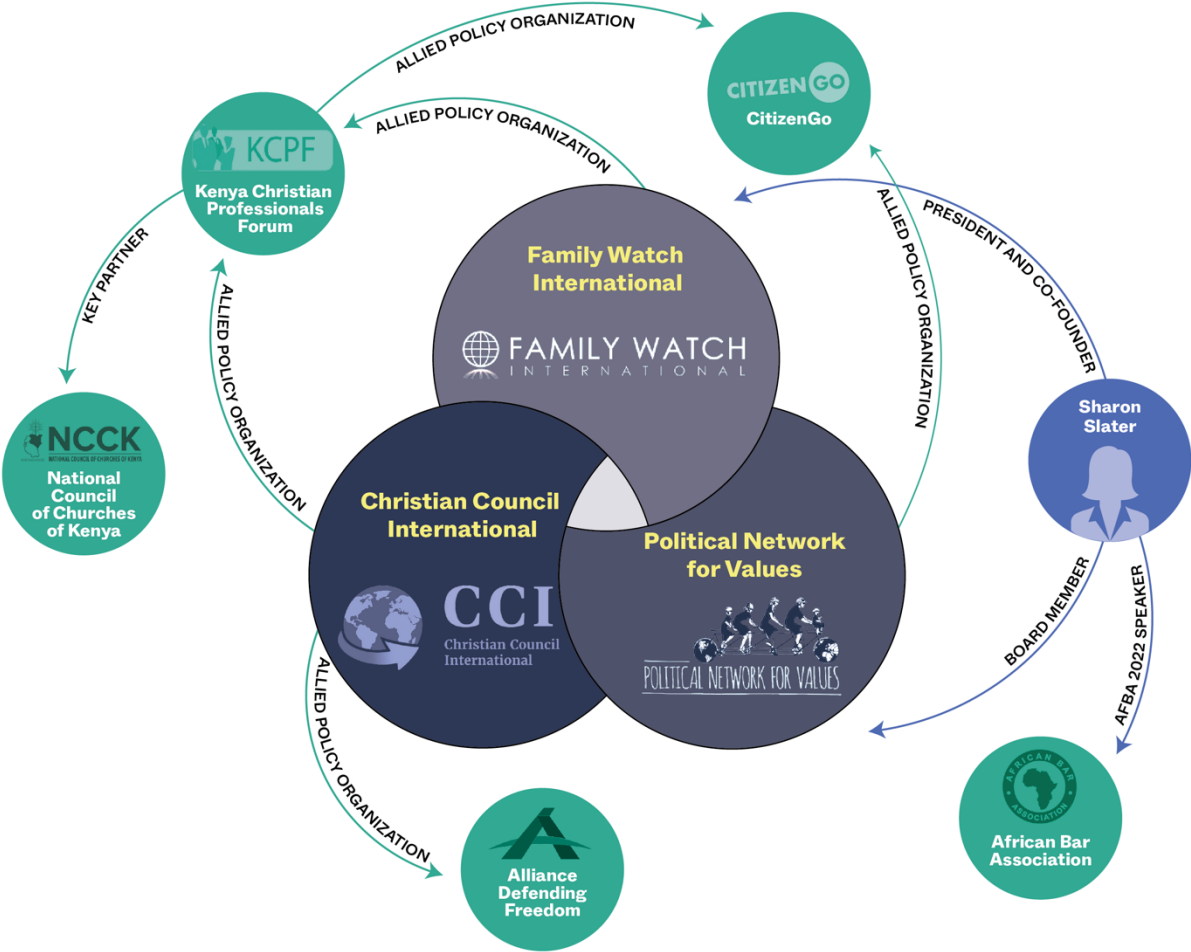 ALLIED POLICY ORGANIZATION
CITIZENGO
CitizenGo
ALLIED POLICY ORGANIZATION
KCPF
Kenya Christian
Professionals
Forum
KEY PARTNER
ALLIED POLICY ORGANIZATION
NCCK
NATIONAL COUNCIL OF CHURCHES OF KENYA
National
Council
of Churches
of Kenya
Family Watch
International
FAMILY WATCH
INTERNATIONAL
ALLIED POLICY ORGANIZATION
PRESIDENT AND CO-FOUNDER
Sharon
Slater
Christian Council
International
CCI
Christian Council
International
Political Network
for Values
POLITICAL NETWORK FOR VALUES
BOARD MEMBER
AFBA 2022 SPEAKER
ALLIED POLICY ORGANIZATION
Alliance
Defending
Freedom
AFRICAN BAR
ASSOCIATION
African Bar
Association